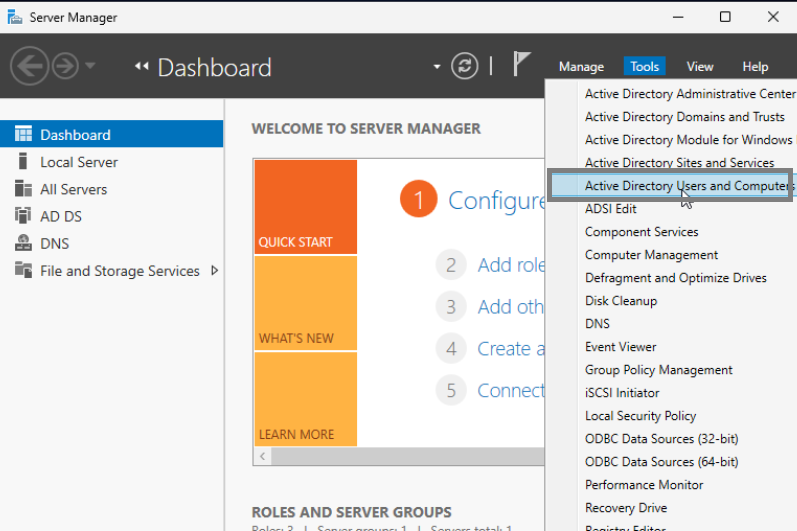 Server Manager
Dashboard
Manage Tools View Help
Dashboard
Local Server
All Servers
AD DS
DNS
File and Storage Services
WELCOME TO SERVER MANAGER
QUICK START
WHAT'S NEW
LEARN MORE
1 Configure
2 Add role
3 Add oth
4 Create a
5 Connect
ROLES AND SERVER GROUPS
Roles: 3 | Server groups: 1 | Servers total: 1
Active Directory Administrative Center
Active Directory Domains and Trusts
Active Directory Module for Windows
Active Directory Sites and Services
Active Directory Users and Computers
ADSI Edit
Component Services
Computer Management
Defragment and Optimize Drives
Disk Cleanup
DNS
Event Viewer
Group Policy Management
iSCSI Initiator
Local Security Policy
ODBC Data Sources (32-bit)
ODBC Data Sources (64-bit)
Performance Monitor
Recovery Drive
Registry Editor